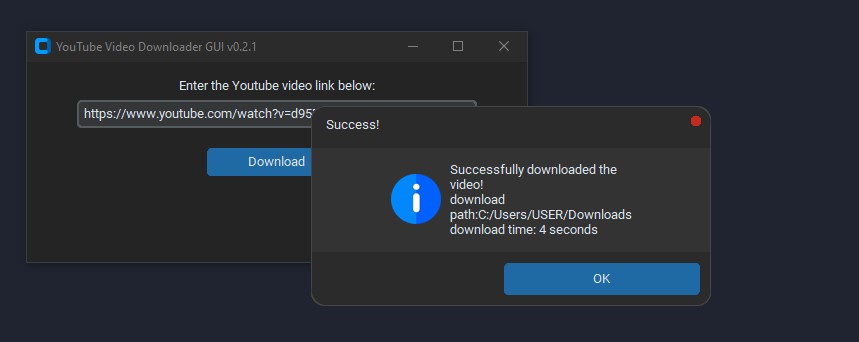 YouTube Video Downloader GUI v0.2.1
Enter the Youtube video link below:
https://www.youtube.com/watch?v=d95
Download
Success!
Successfully downloaded the
video!
download
path:C:/Users/USER/Downloads
download time: 4 seconds
OK